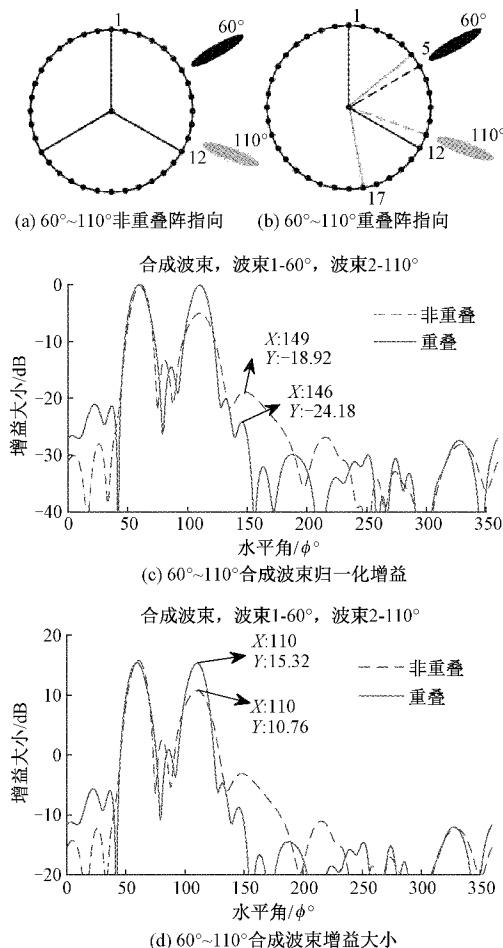 1
60°
12
110°
(a) 60°~110°非重叠阵指向
1
5
60°
12
110°
17
(b) 60°~110°重叠阵指向
合成波束，波束1-60°，波束2-110°
增益大小/dB
0
-10
-20
-30
-40
非重叠
重叠
X:149
Y:-18.92
X:146
Y:-24.18
0 50 100 150 200 250 300 350
水平角/ϕ°
(c) 60°~110°合成波束归一化增益
合成波束，波束1-60°，波束2-110°
增益大小/dB
20
10
0
-10
-20
X:110
Y:15.32
X:110
Y:10.76
非重叠
重叠
0 50 100 150 200 250 300 350
水平角/ϕ°
(d) 60°~110°合成波束增益大小